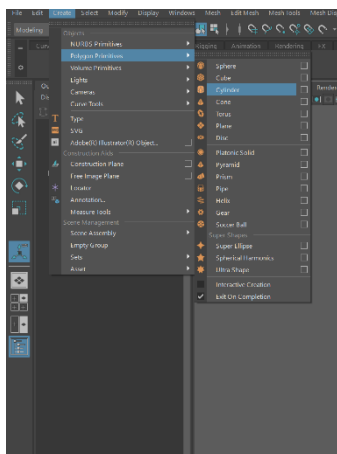 File Edit Create Select Modify Display Windows Mesh Edit Mesh Mesh Tools Mesh Dis
Modeling
Objects
Rigging Animation Rendering FX
NURBS Primitives
Polygon Primitives
Volume Primitives
Lights
Cameras
Curve Tools
Type
SVG
Adobe(R) Illustrator(R) Object...
Construction Aids
Construction Plane
Free Image Plane
Locator
Annotation...
Measure Tools
Scene Management
Scene Assembly
Empty Group
Sets
Asset
Sphere
Cube
Cylinder
Cone
Torus
Plane
Disc
Platonic Solid
Pyramid
Prism
Pipe
Helix
Gear
Soccer Ball
Super Shapes
Super Ellipse
Spherical Harmonics
Ultra Shape
Interactive Creation
Exit On Completion
Render